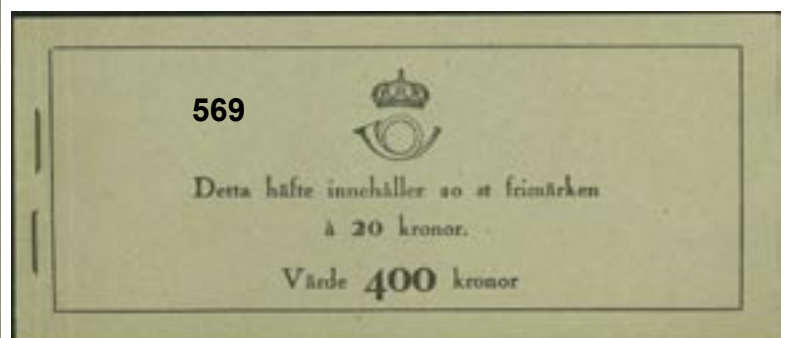 569
Detta häfte innehåller 20 st frimärken
à 20 kronor.
Värde 400 kronor